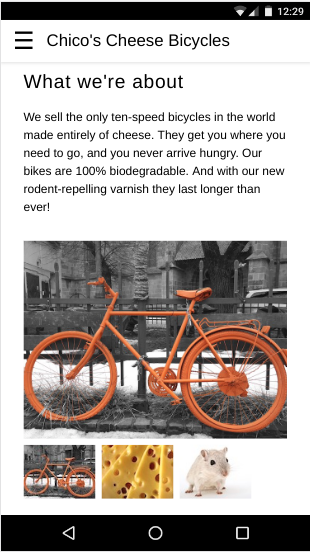 12:29
☰ Chico's Cheese Bicycles
What we're about
We sell the only ten-speed bicycles in the world
made entirely of cheese. They get you where you
need to go, and you never arrive hungry. Our
bikes are 100% biodegradable. And with our new
rodent-repelling varnish they last longer than
ever!